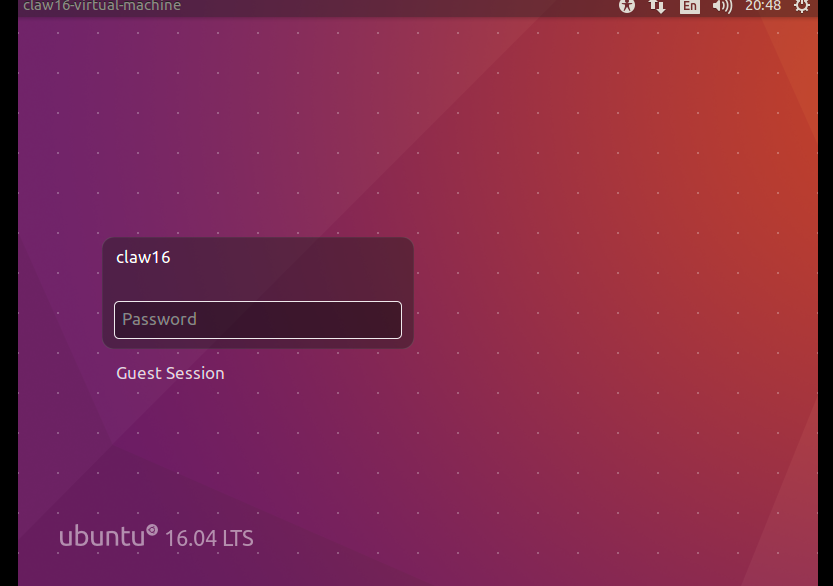 claw16-virtual-machine En 20:48
claw16
Password
Guest Session
ubuntu 16.04 LTS